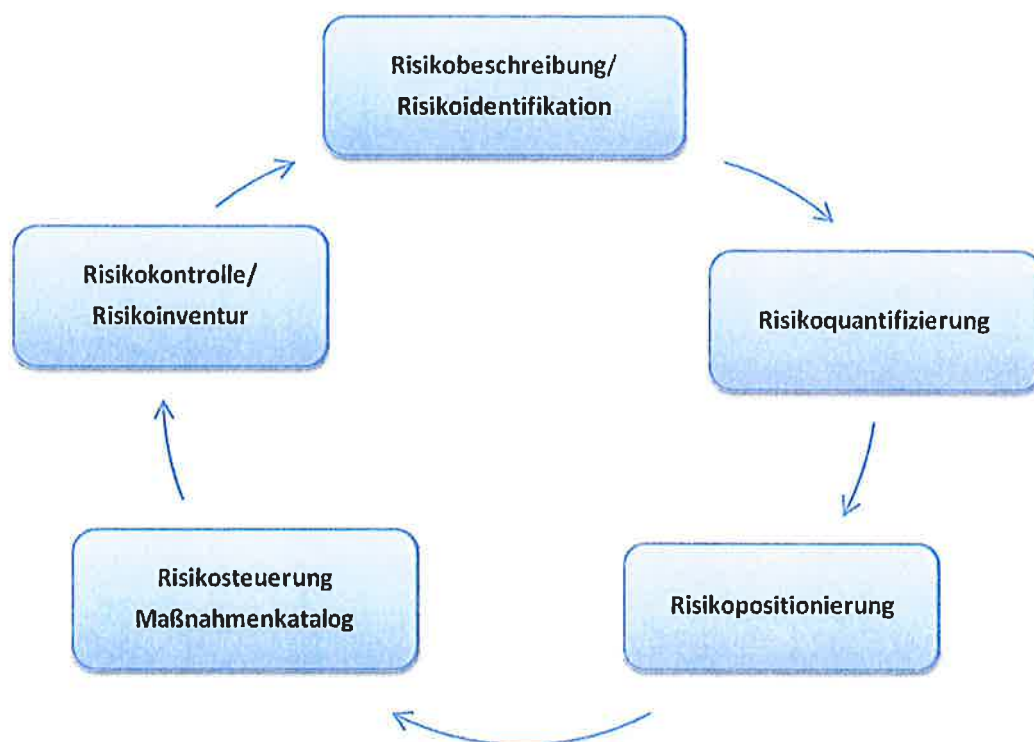 Risikobeschreibung/
Risikoidentifikation
Risikoquantifizierung
Risikopositionierung
Risikosteuerung
Maßnahmenkatalog
Risikokontrolle/
Risikoinventur